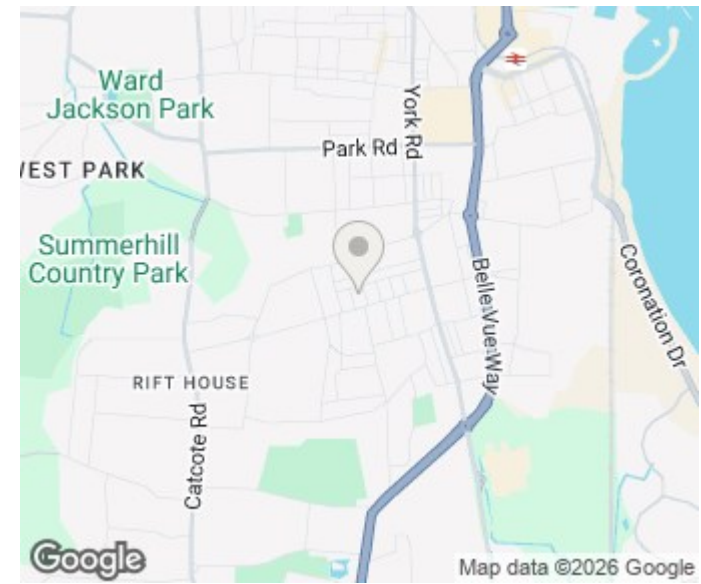 Ward
Jackson Park
York Rd
Park Rd
WEST PARK
Summerhill
Country Park
Belle Vue Way
Coronation Dr
RIFT HOUSE
Catcote Rd
Google
Map data ©2026 Google